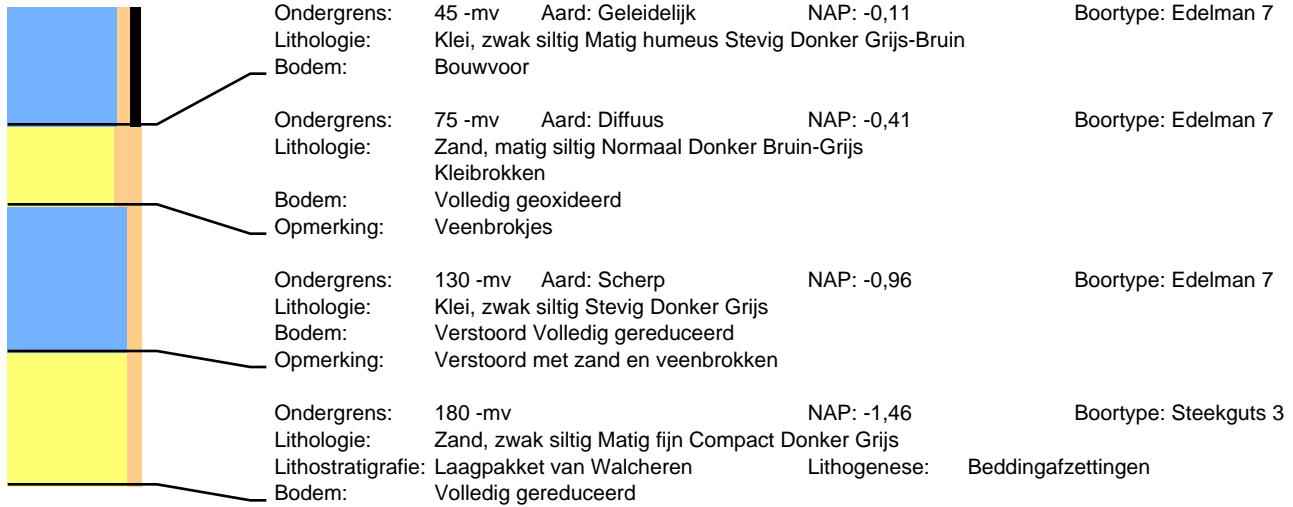 Ondergrens: 45 -mv Aard: Geleidelijk NAP: -0,11 Boortype: Edelman 7
Lithologie: Klei, zwak siltig Matig humeus Stevig Donker Grijs-Bruin
Bodem: Bouwvoor
Ondergrens: 75 -mv Aard: Diffuus NAP: -0,41 Boortype: Edelman 7
Lithologie: Zand, matig siltig Normaal Donker Bruin-Grijs
Kleibrokken
Bodem: Volledig geoxideerd
Opmerking: Veenbrokjes
Ondergrens: 130 -mv Aard: Scherp NAP: -0,96 Boortype: Edelman 7
Lithologie: Klei, zwak siltig Stevig Donker Grijs
Bodem: Verstoord Volledig gereduceerd
Opmerking: Verstoord met zand en veenbrokken
Ondergrens: 180 -mv NAP: -1,46 Boortype: Steekguts 3
Lithologie: Zand, zwak siltig Matig fijn Compact Donker Grijs
Lithostratigrafie: Laagpakket van Walcheren Lithogenese: Beddingafzettingen
Bodem: Volledig gereduceerd